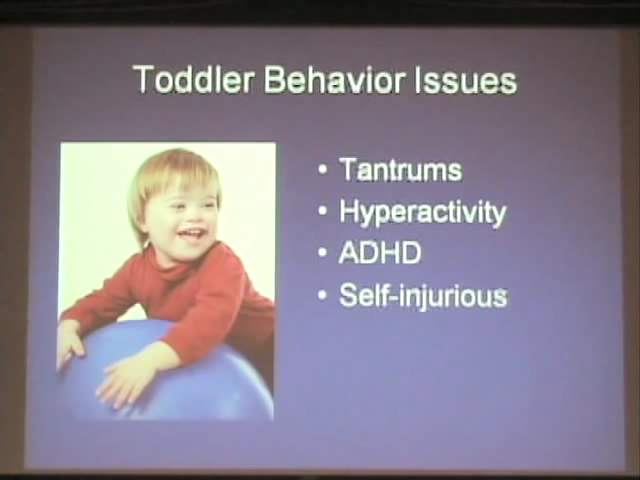 Toddler Behavior Issues
• Tantrums
• Hyperactivity
• ADHD
• Self-injurious